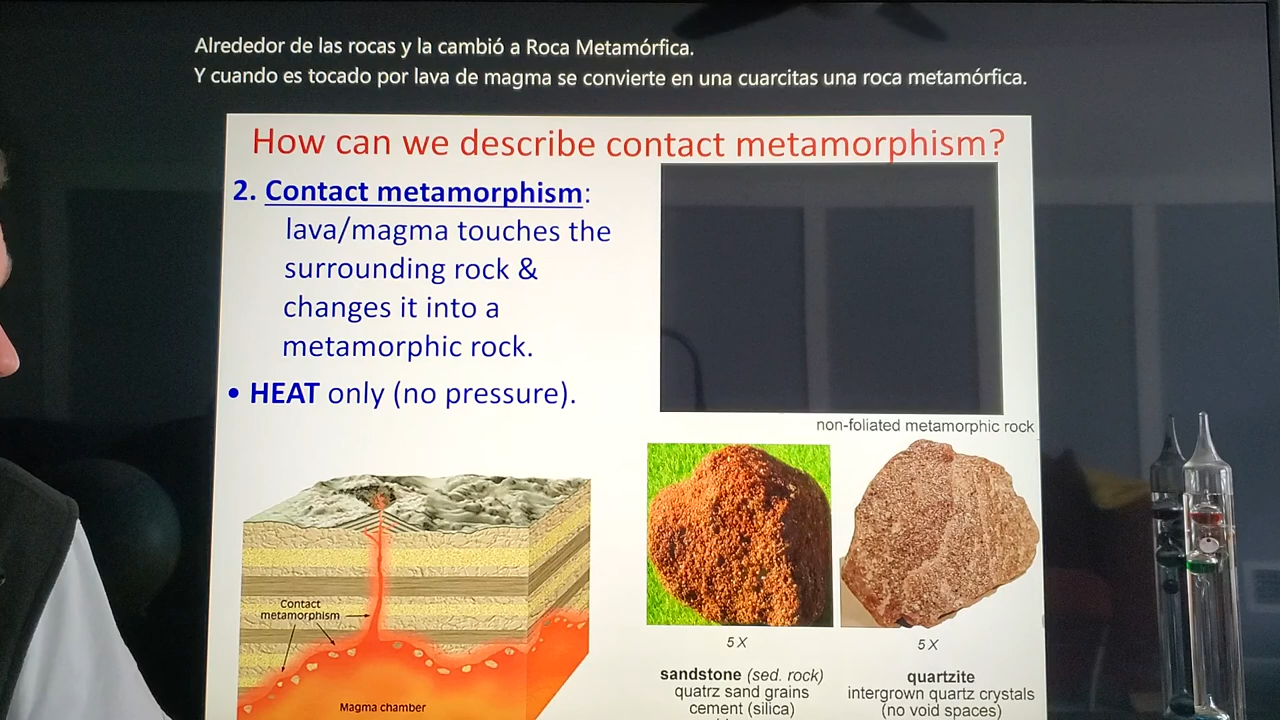 Alrededor de las rocas y la cambió a Roca Metamórfica.
Y cuando es tocado por lava de magma se convierte en una cuarcitas una roca metamórfica.
How can we describe contact metamorphism?
2. Contact metamorphism:
lava/magma touches the
surrounding rock &
changes it into a
metamorphic rock.
• HEAT only (no pressure).
non-foliated metamorphic rock
Contact
metamorphism
Magma chamber
5X
sandstone (sed. rock)
quatrz sand grains
cement (silica)
5X
quartzite
intergrown quartz crystals
(no void spaces)